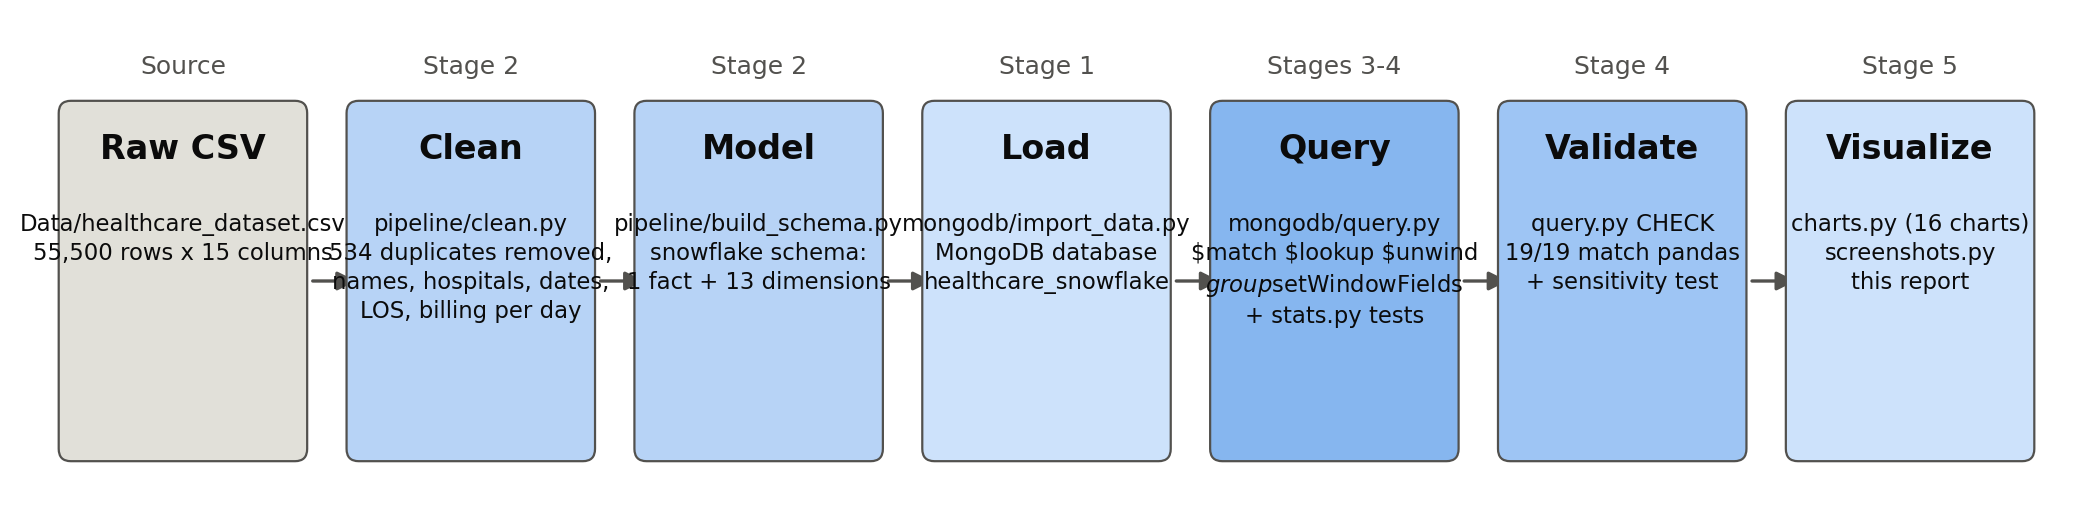 Source
Raw CSV
Data/healthcare_dataset.csv
55,500 rows x 15 columns
Stage 2
Clean
pipeline/clean.py
534 duplicates removed,
names, hospitals, dates,
LOS, billing per day
Stage 2
Model
pipeline/build_schema.py
snowflake schema:
1 fact + 13 dimensions
Stage 1
Load
mongodb/import_data.py
MongoDB database
healthcare_snowflake
Stages 3-4
Query
mongodb/query.py
$match $lookup $unwind
groupsetWindowFields
+ stats.py tests
Stage 4
Validate
query.py CHECK
19/19 match pandas
+ sensitivity test
Stage 5
Visualize
charts.py (16 charts)
screenshots.py
this report